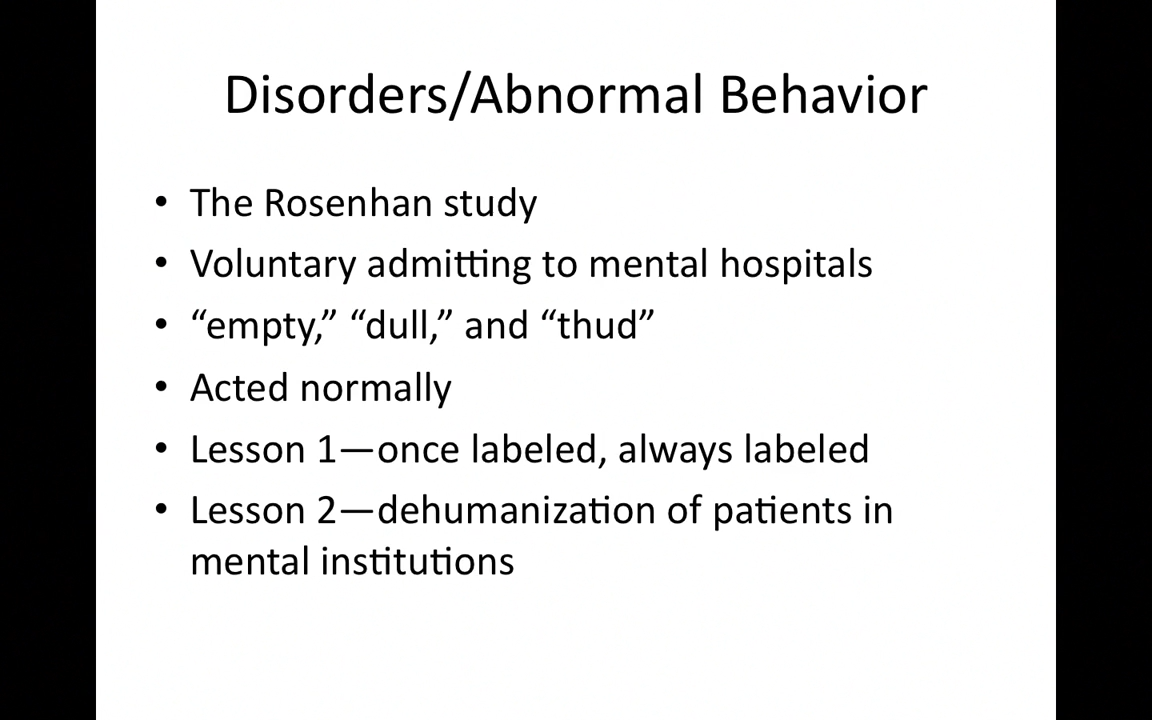 Disorders/Abnormal Behavior
• The Rosenhan study
• Voluntary admitting to mental hospitals
• “empty,” “dull,” and “thud”
• Acted normally
• Lesson 1—once labeled, always labeled
• Lesson 2—dehumanization of patients in
mental institutions